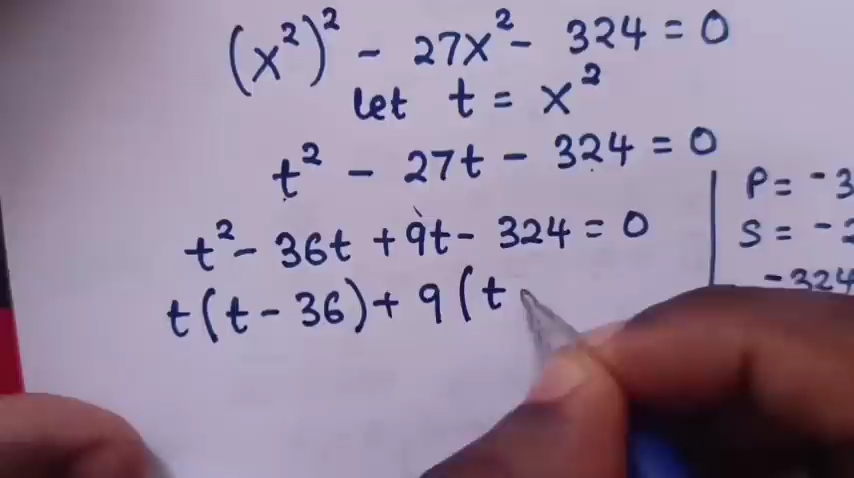 (x²)² - 27x² - 324 = 0
let t = x²
t² - 27t - 324 = 0
t² - 36t + 9t - 324 = 0
t(t - 36) + 9(t
P = -3
S = -2
-324